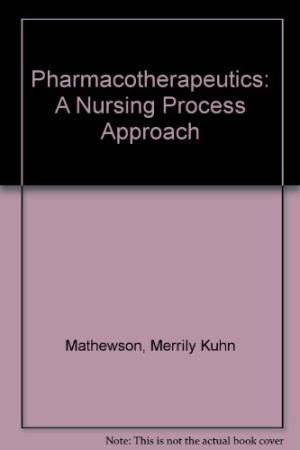 Pharmacotherapeutics:
A Nursing Process
Approach
Mathewson, Merrily Kuhn
Note: This is not the actual book cover